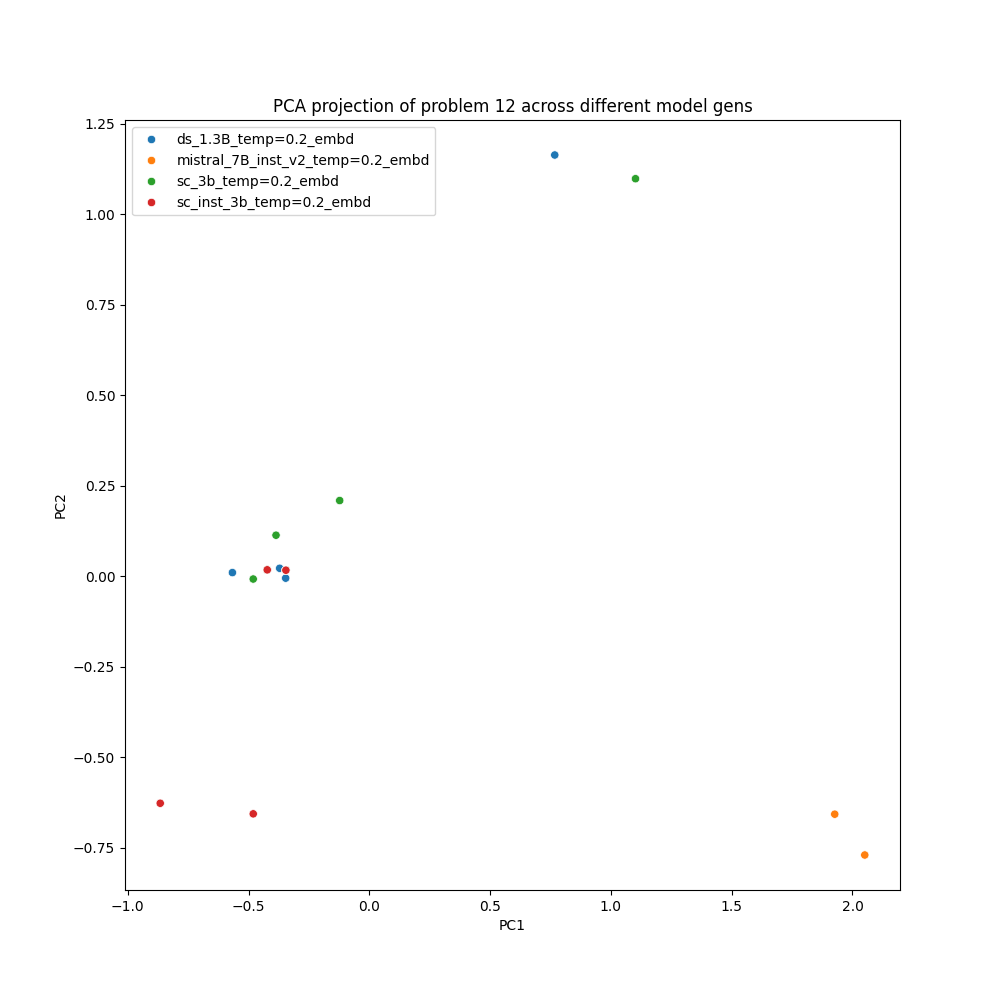 PCA projection of problem 12 across different model gens
ds_1.3B_temp=0.2_embd
mistral_7B_inst_v2_temp=0.2_embd
sc_3b_temp=0.2_embd
sc_inst_3b_temp=0.2_embd
1.25
1.00
0.75
0.50
0.25
0.00
−0.25
−0.50
−0.75
PC2
−1.0 −0.5 0.0 0.5 1.0 1.5 2.0
PC1